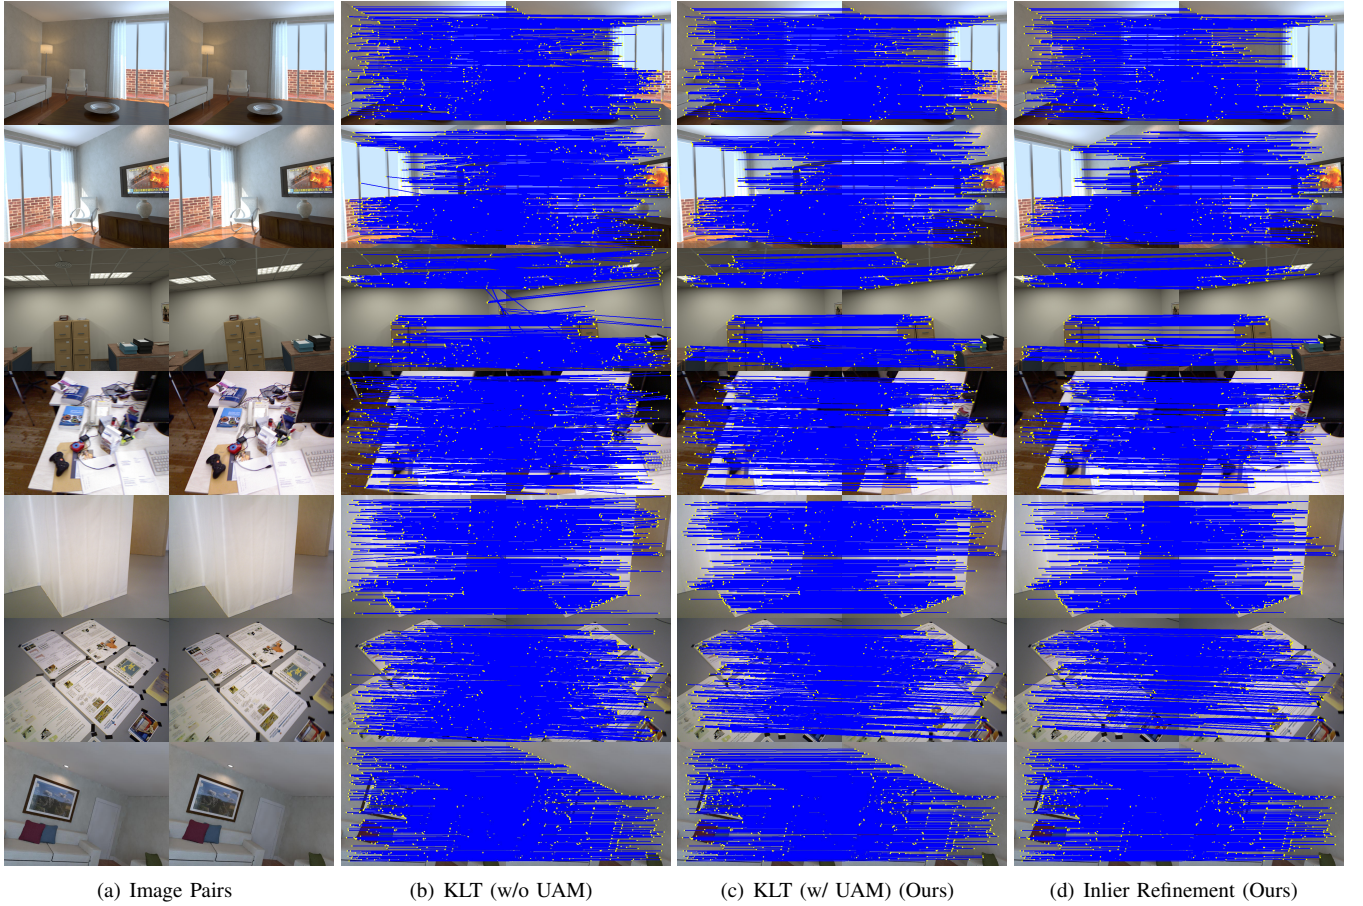 (a) Image Pairs
(b) KLT (w/o UAM)
(c) KLT (w/ UAM) (Ours)
(d) Inlier Refinement (Ours)